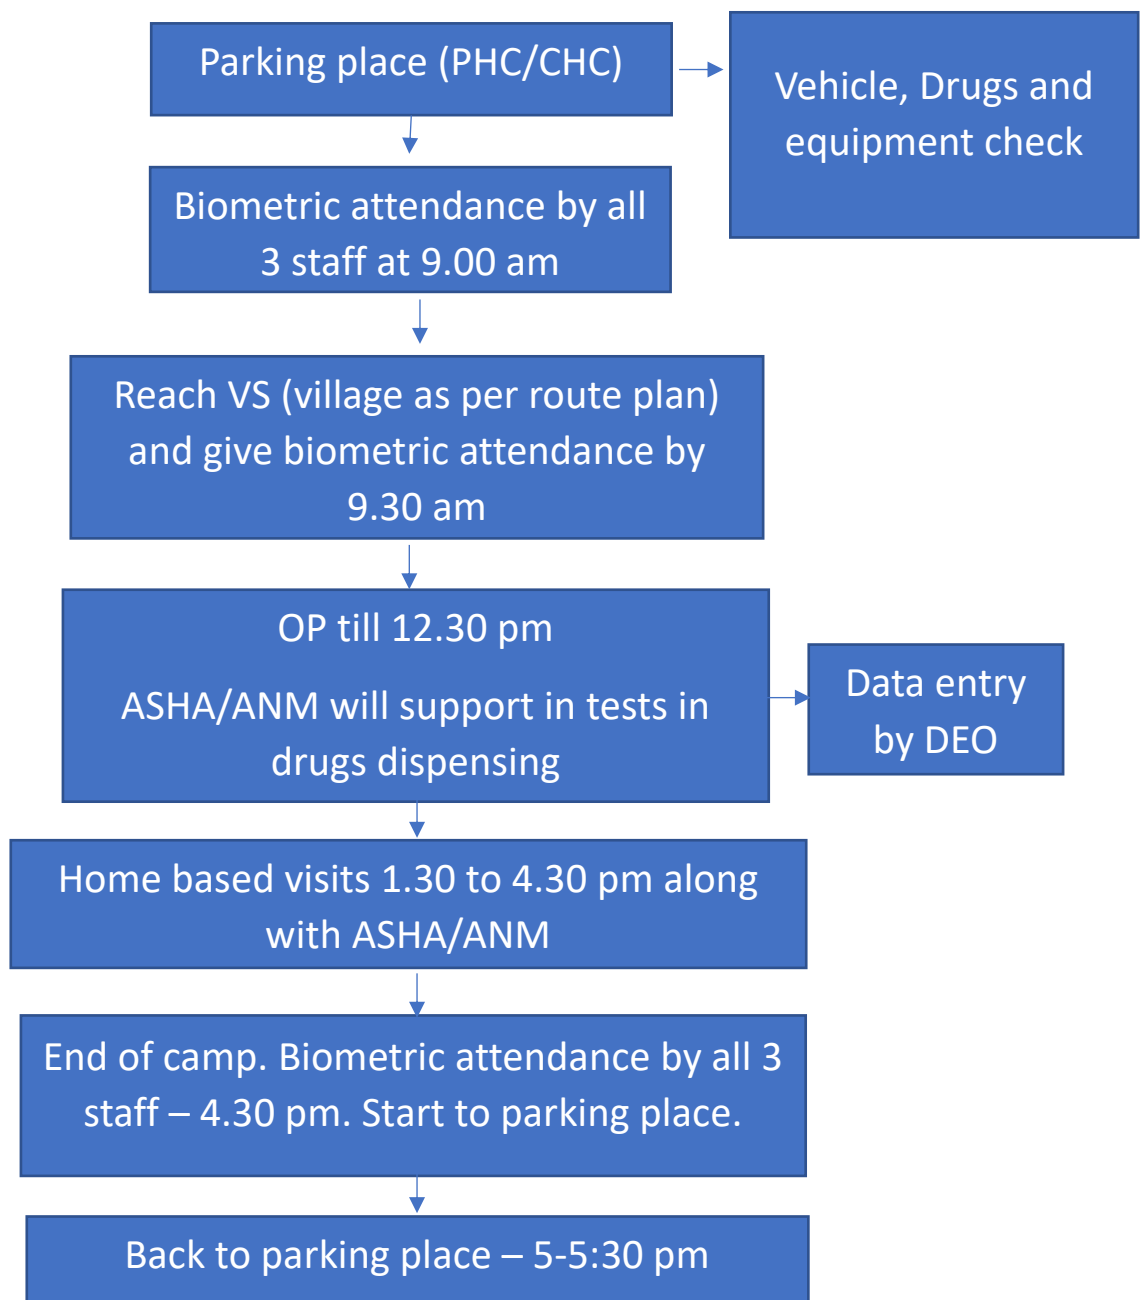 Parking place (PHC/CHC)
Vehicle, Drugs and
equipment check
Biometric attendance by all
3 staff at 9.00 am
Reach VS (village as per route plan)
and give biometric attendance by
9.30 am
OP till 12.30 pm
ASHA/ANM will support in tests in
drugs dispensing
Data entry
by DEO
Home based visits 1.30 to 4.30 pm along
with ASHA/ANM
End of camp. Biometric attendance by all 3
staff – 4.30 pm. Start to parking place.
Back to parking place – 5-5:30 pm